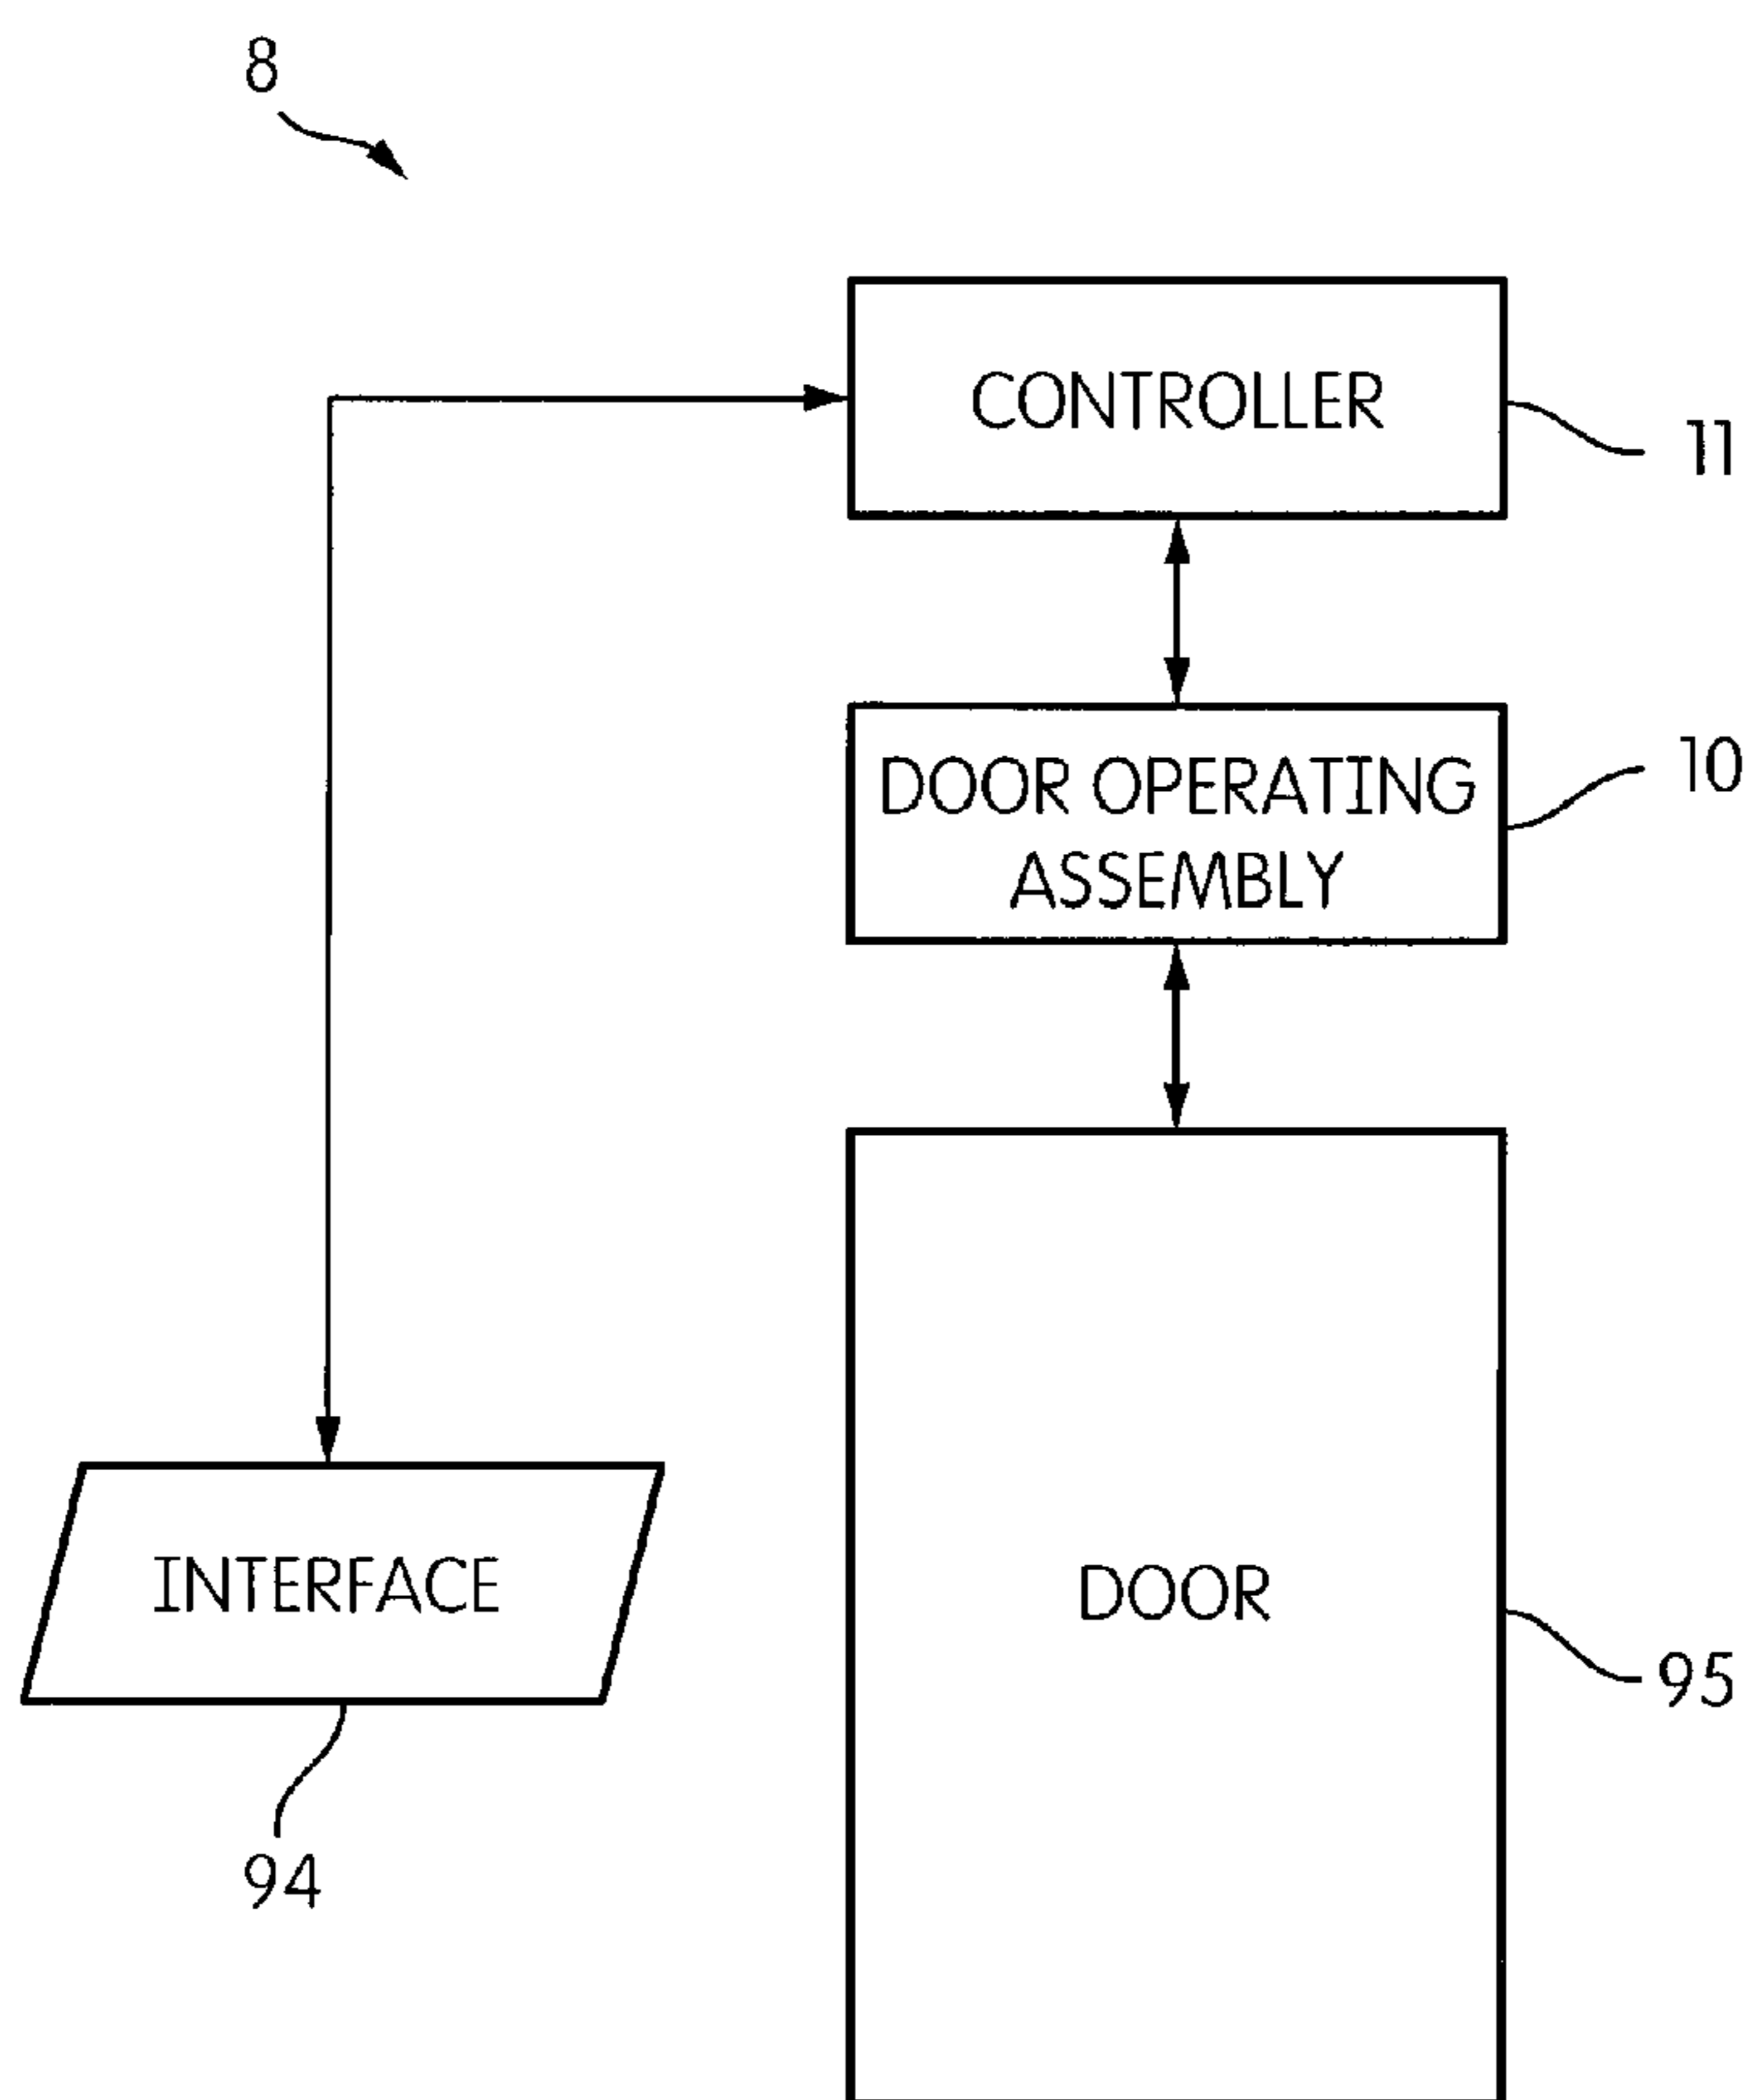 8
CONTROLLER
11
DOOR OPERATING
ASSEMBLY
10
INTERFACE
DOOR
95
94